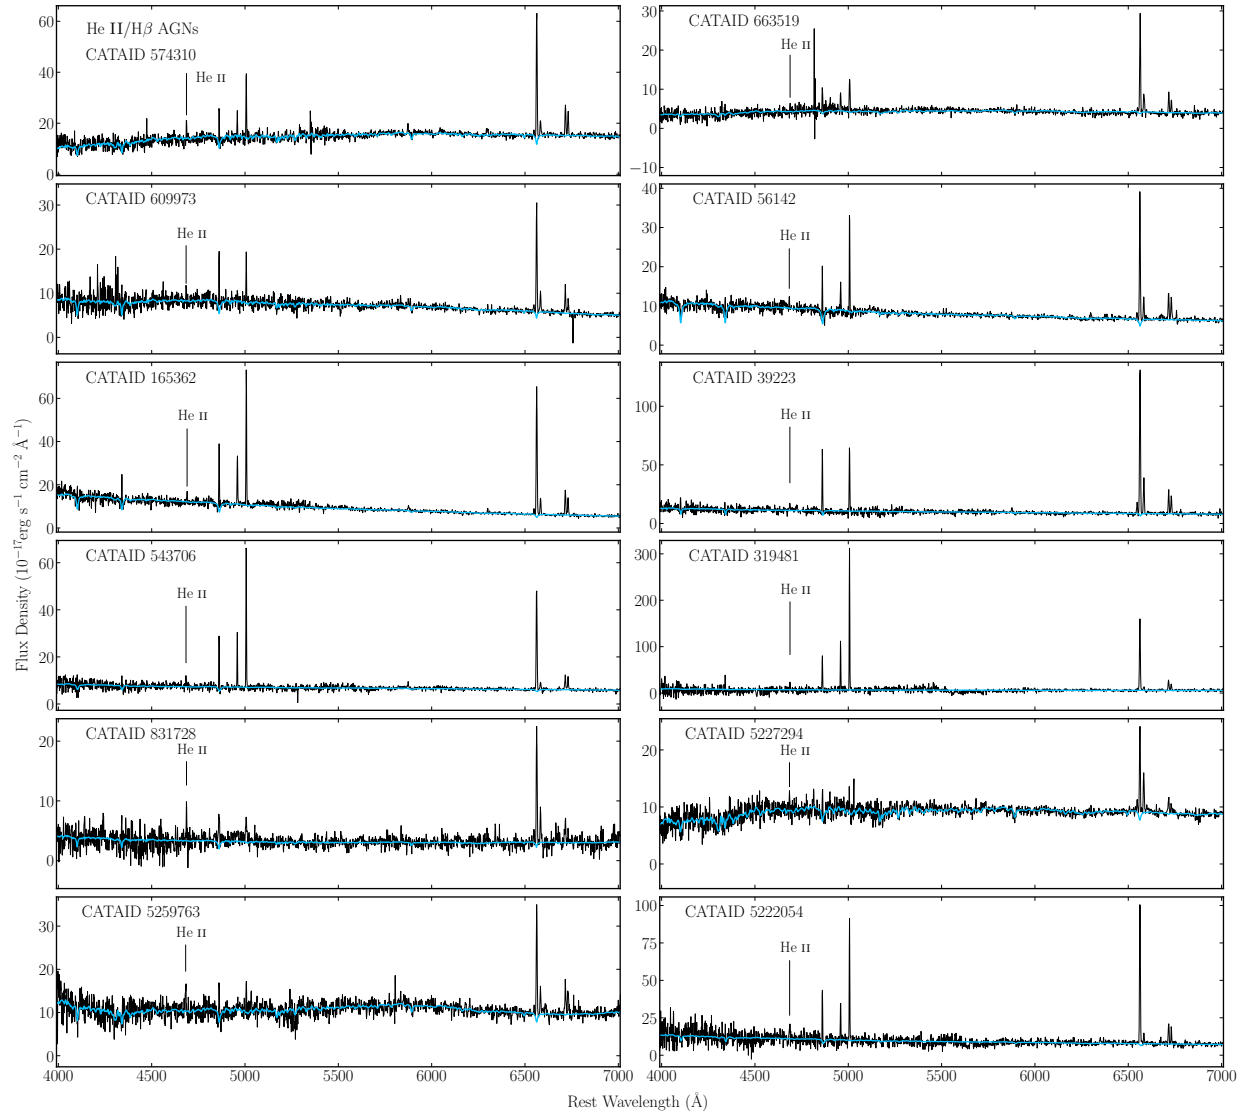 He II/Hβ AGNs
CATAID 574310
He II
60
40
20
0
CATAID 663519
He II
30
20
10
0
−10
CATAID 609973
He II
30
20
10
0
CATAID 56142
He II
40
30
20
10
0
CATAID 165362
He II
60
40
20
0
CATAID 39223
He II
100
50
0
CATAID 543706
He II
60
40
20
0
CATAID 319481
He II
300
200
100
0
CATAID 831728
He II
20
10
0
CATAID 5227294
He II
20
10
0
CATAID 5259763
He II
30
20
10
0
4000 4500 5000 5500 6000 6500 7000
CATAID 5222054
He II
100
75
50
25
0
4000 4500 5000 5500 6000 6500 7000
Flux Density (10⁻¹⁷erg s⁻¹ cm⁻² Å⁻¹)
Rest Wavelength (Å)